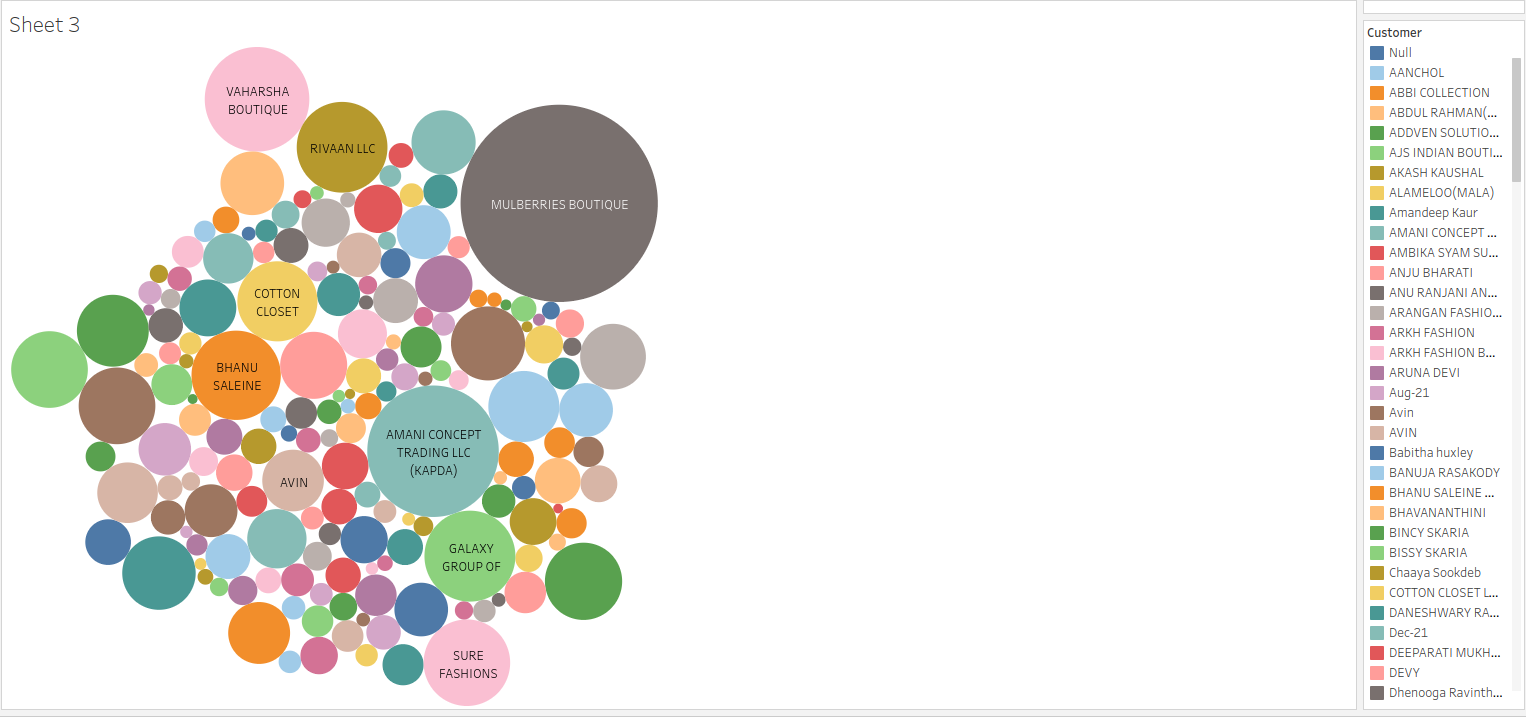 Sheet 3
VAHARSHA
BOUTIQUE
RIVAAN LLC
MULBERRIES BOUTIQUE
COTTON
CLOSET
BHANU
SALEINE
AMANI CONCEPT
TRADING LLC
(KAPDA)
AVIN
GALAXY
GROUP OF
SURE
FASHIONS
Customer
Null
AANCHOL
ABBI COLLECTION
ABDUL RAHMAN(...
ADDVEN SOLUTIO...
AJS INDIAN BOUTI...
AKASH KAUSHAL
ALAMELOO(MALA)
Amandeep Kaur
AMANI CONCEPT ...
AMBIKA SYAM SU...
ANJU BHARATI
ANU RANJANI AN...
ARANGAN FASHIO...
ARKH FASHION
ARKH FASHION B...
ARUNA DEVI
Aug-21
Avin
AVIN
Babitha huxley
BANUJA RASAKODY
BHANU SALEINE ...
BHAVANANTHINI
BINCY SKARIA
BISSY SKARIA
Chaaya Sookdeb
COTTON CLOSET L...
DANESHWARY RA...
Dec-21
DEEPARATI MUKH...
DEVY
Dhenooga Ravinth...